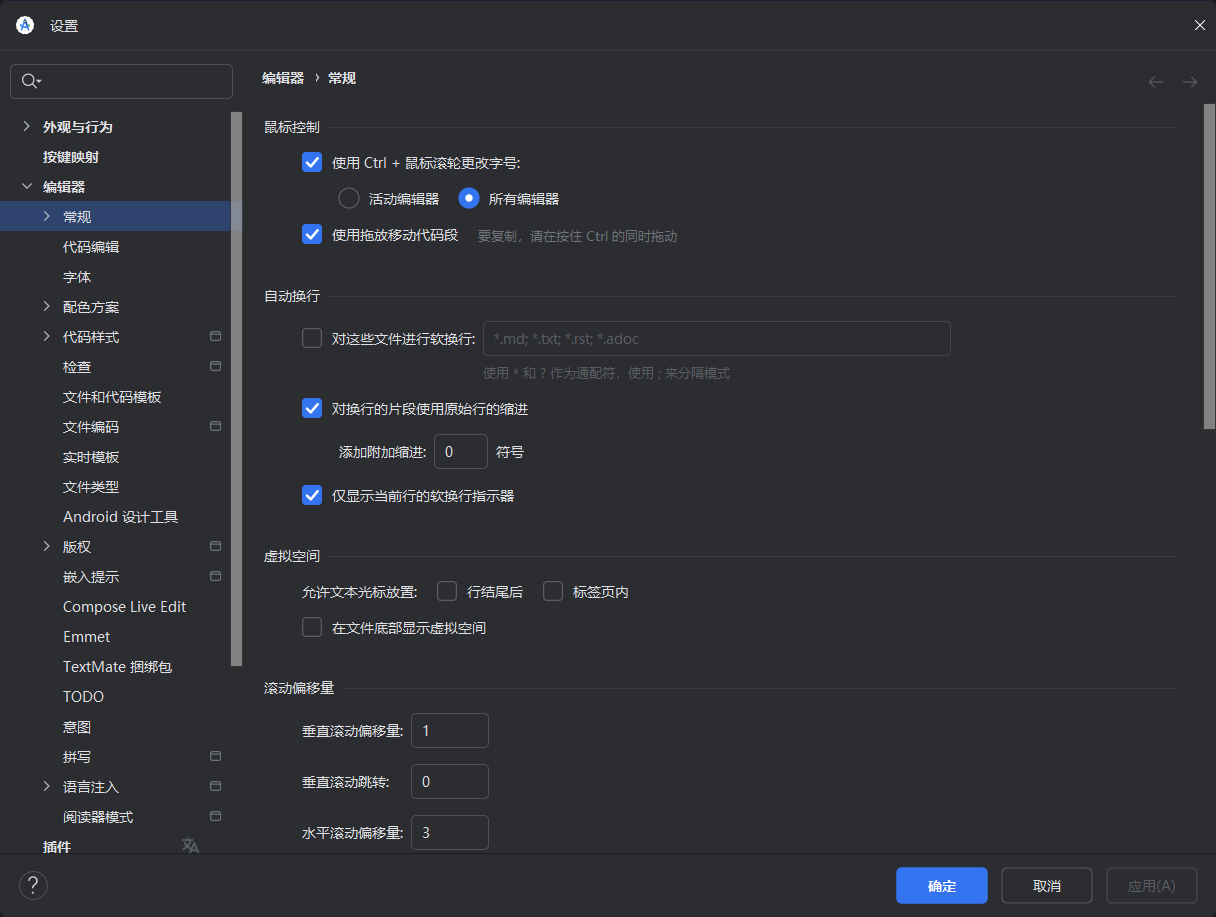 设置
编辑器 › 常规
外观与行为
按键映射
编辑器
常规
代码编辑
字体
配色方案
代码样式
检查
文件和代码模板
文件编码
实时模板
文件类型
Android 设计工具
版权
嵌入提示
Compose Live Edit
Emmet
TextMate 捆绑包
TODO
意图
拼写
语言注入
阅读器模式
插件
鼠标控制
使用 Ctrl + 鼠标滚轮更改字号:
活动编辑器 所有编辑器
使用拖放移动代码段 要复制，请在按住 Ctrl 的同时拖动
自动换行
对这些文件进行软换行: *.md; *.txt; *.rst; *.adoc
使用 * 和 ? 作为通配符，使用 ; 来分隔模式
对换行的片段使用原始行的缩进
添加附加缩进: 0 符号
仅显示当前行的软换行指示器
虚拟空间
允许文本光标放置: 行结尾后 标签页内
在文件底部显示虚拟空间
滚动偏移量
垂直滚动偏移量: 1
垂直滚动跳转: 0
水平滚动偏移量: 3
? 确定 取消 应用(A)